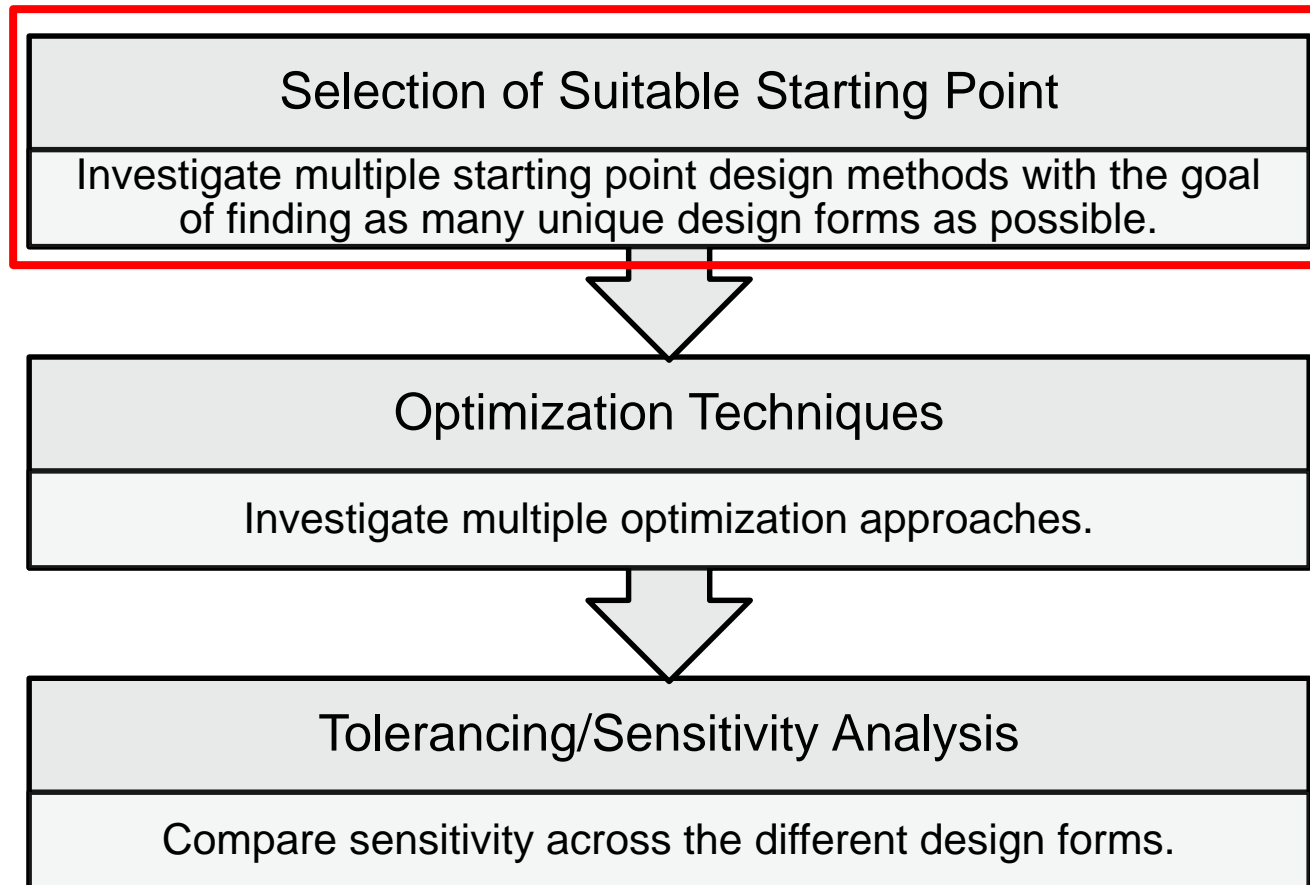 Selection of Suitable Starting Point
Investigate multiple starting point design methods with the goal
of finding as many unique design forms as possible.
Optimization Techniques
Investigate multiple optimization approaches.
Tolerancing/Sensitivity Analysis
Compare sensitivity across the different design forms.